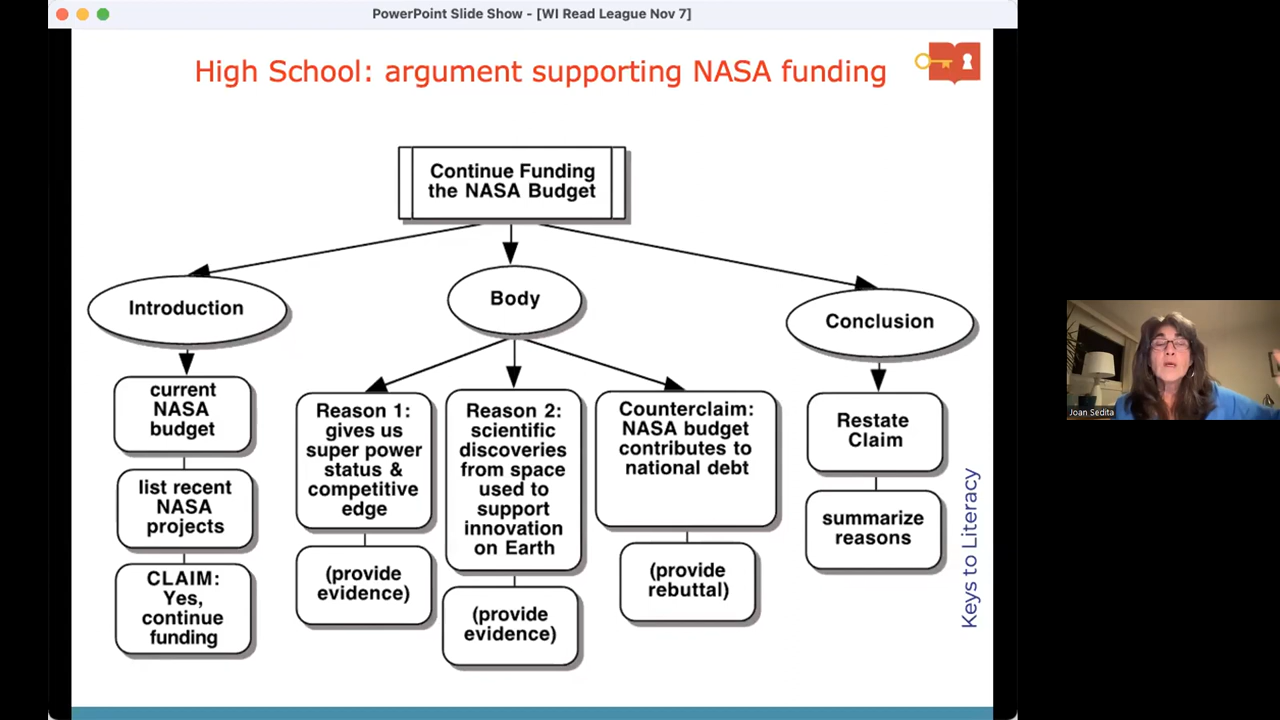 PowerPoint Slide Show - [WI Read League Nov 7]
High School: argument supporting NASA funding
Continue Funding
the NASA Budget
Introduction
Body
Conclusion
current
NASA
budget
list recent
NASA
projects
CLAIM:
Yes,
continue
funding
Reason 1:
gives us
super power
status &
competitive
edge
(provide
evidence)
Reason 2:
scientific
discoveries
from space
used to
support
innovation
on Earth
(provide
evidence)
Counterclaim:
NASA budget
contributes to
national debt
(provide
rebuttal)
Restate
Claim
summarize
reasons
Keys to Literacy
Joan Sedita